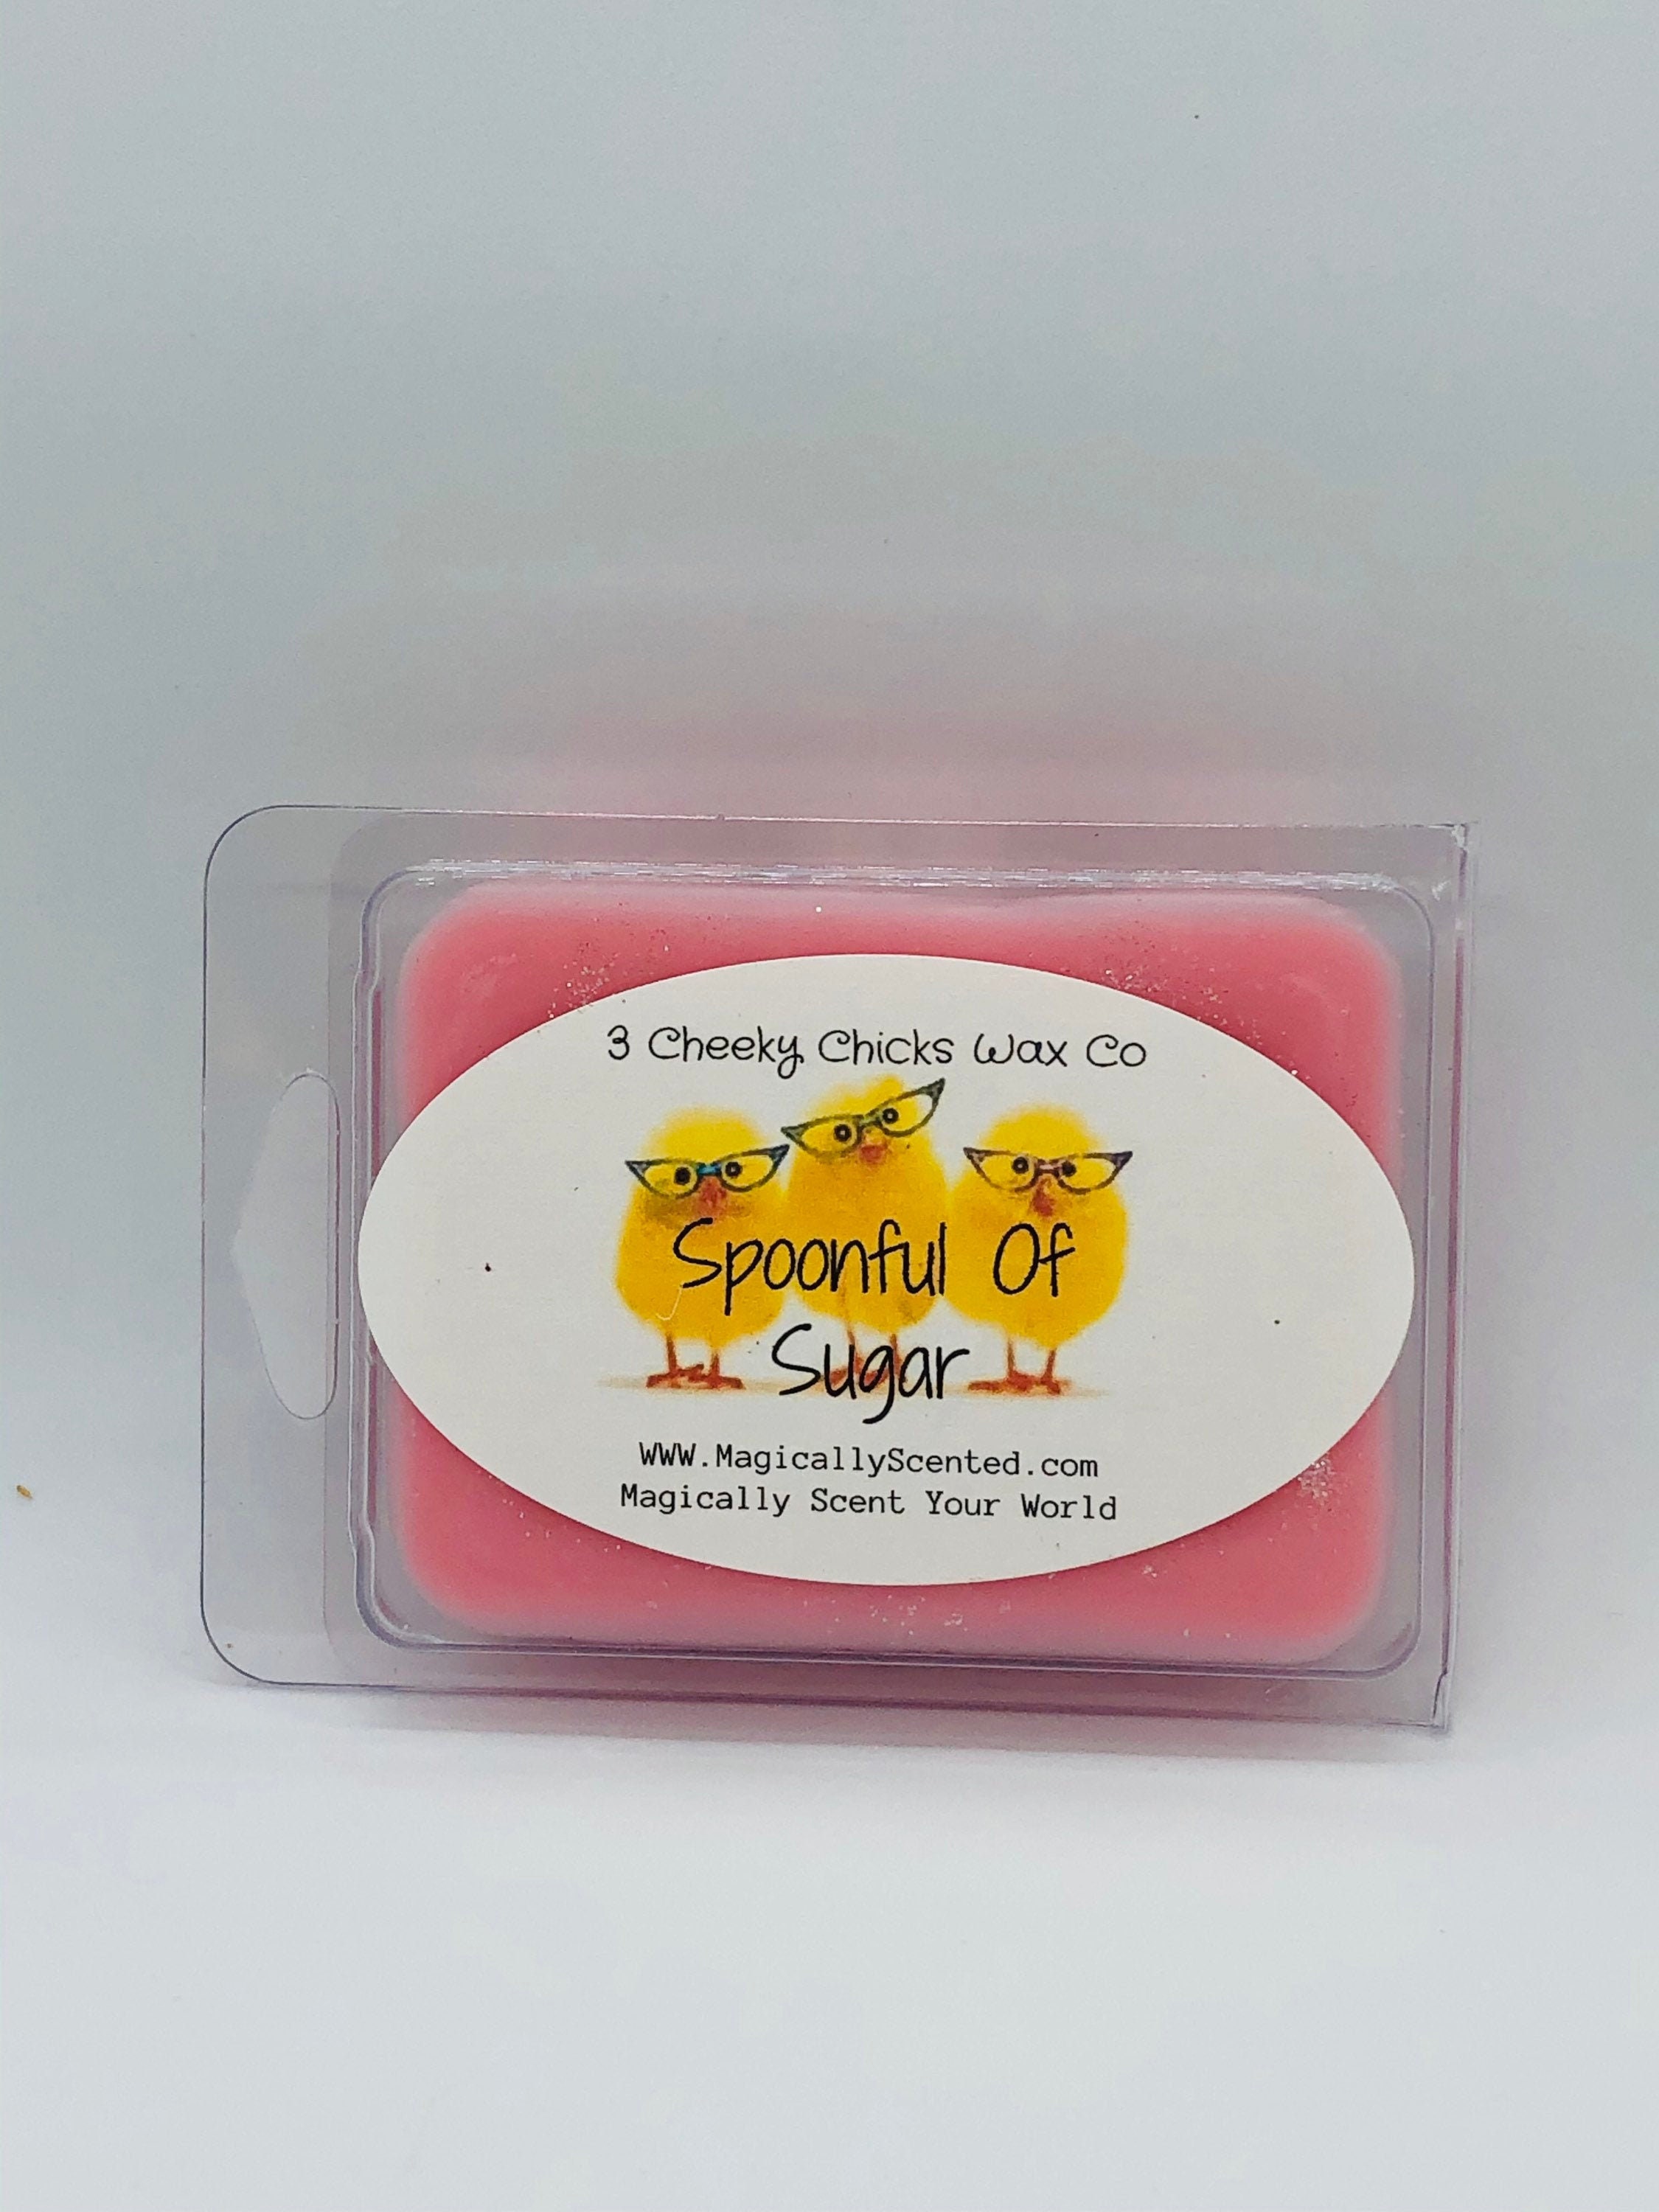 3 Cheeky Chicks Wax Co
Spoonful Of
Sugar
WWW.MagicallyScented.com
Magically Scent Your World